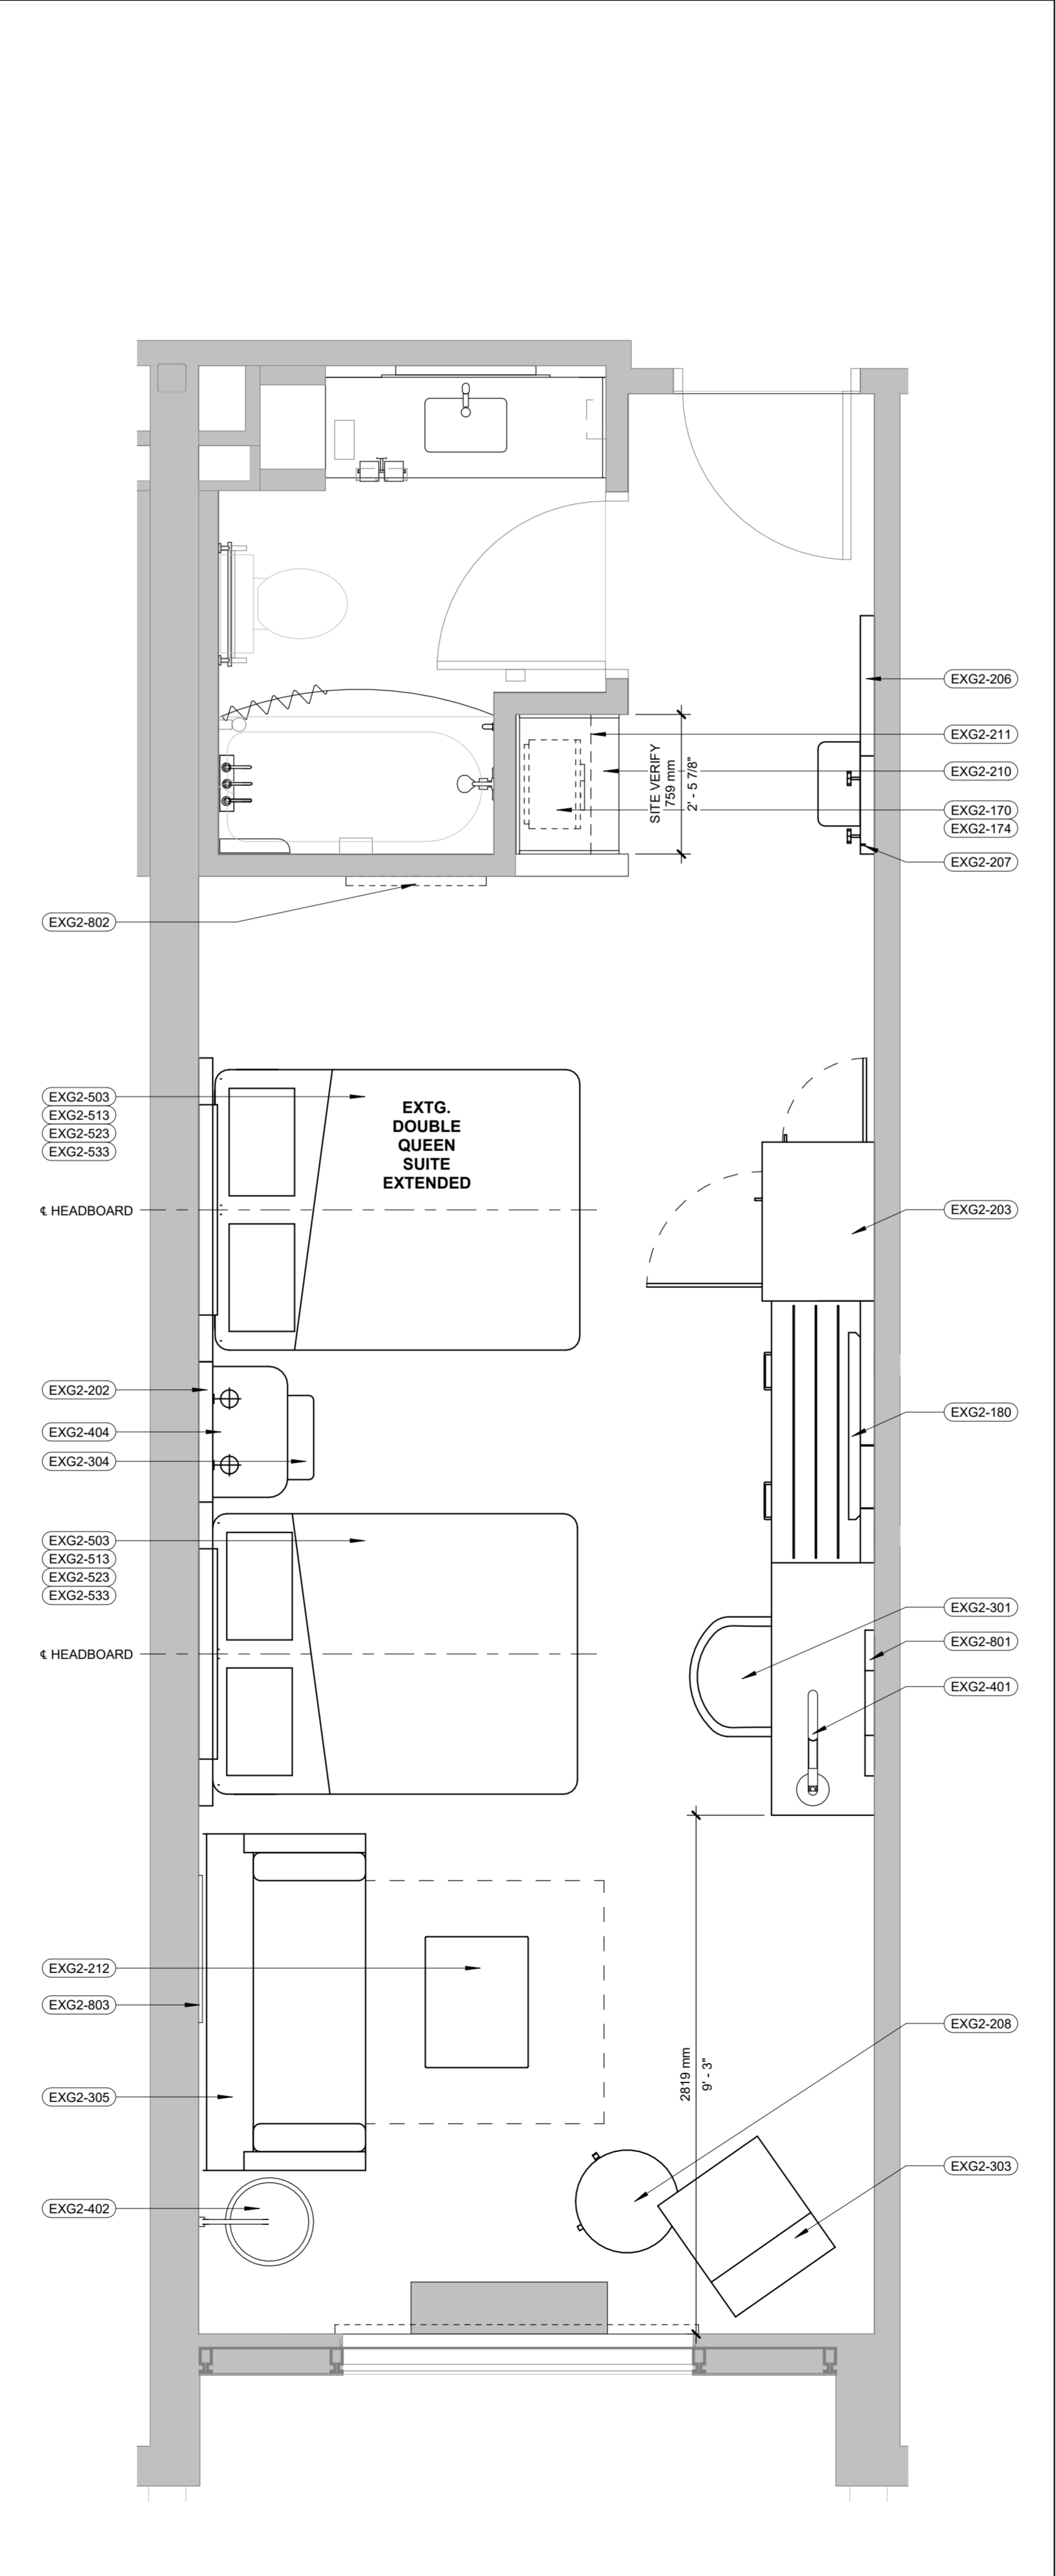 EXG2-206
EXG2-211
EXG2-210
SITE VERIFY
759 mm
2' - 5 7/8"
EXG2-170
EXG2-174
EXG2-207
EXG2-802
EXG2-503
EXG2-513
EXG2-523
EXG2-533
EXTG.
DOUBLE
QUEEN
SUITE
EXTENDED
℄ HEADBOARD
EXG2-203
EXG2-202
EXG2-404
EXG2-304
EXG2-180
EXG2-503
EXG2-513
EXG2-523
EXG2-533
EXG2-301
EXG2-801
EXG2-401
℄ HEADBOARD
EXG2-212
EXG2-803
EXG2-305
EXG2-402
2819 mm
9' - 3"
EXG2-208
EXG2-303